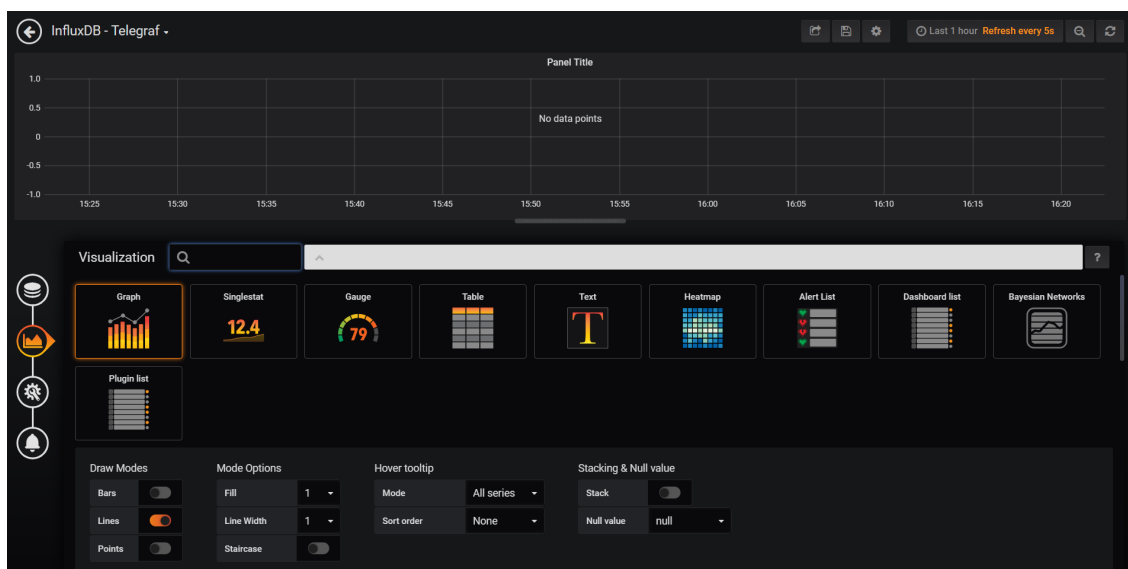 InfluxDB - Telegraf
Last 1 hour Refresh every 5s
Panel Title
1.0
0.5
No data points
0
-0.5
-1.0
15:25 15:30 15:35 15:40 15:45 15:50 15:55 16:00 16:05 16:10 16:15 16:20
Visualization
?
Graph Singlestat Gauge Table Text Heatmap Alert List Dashboard list Bayesian Networks
12.4 79 T
Plugin list
Draw Modes Mode Options Hover tooltip Stacking & Null value
Bars Fill 1 Mode All series Stack
Lines Line Width 1 Sort order None Null value null
Points Staircase